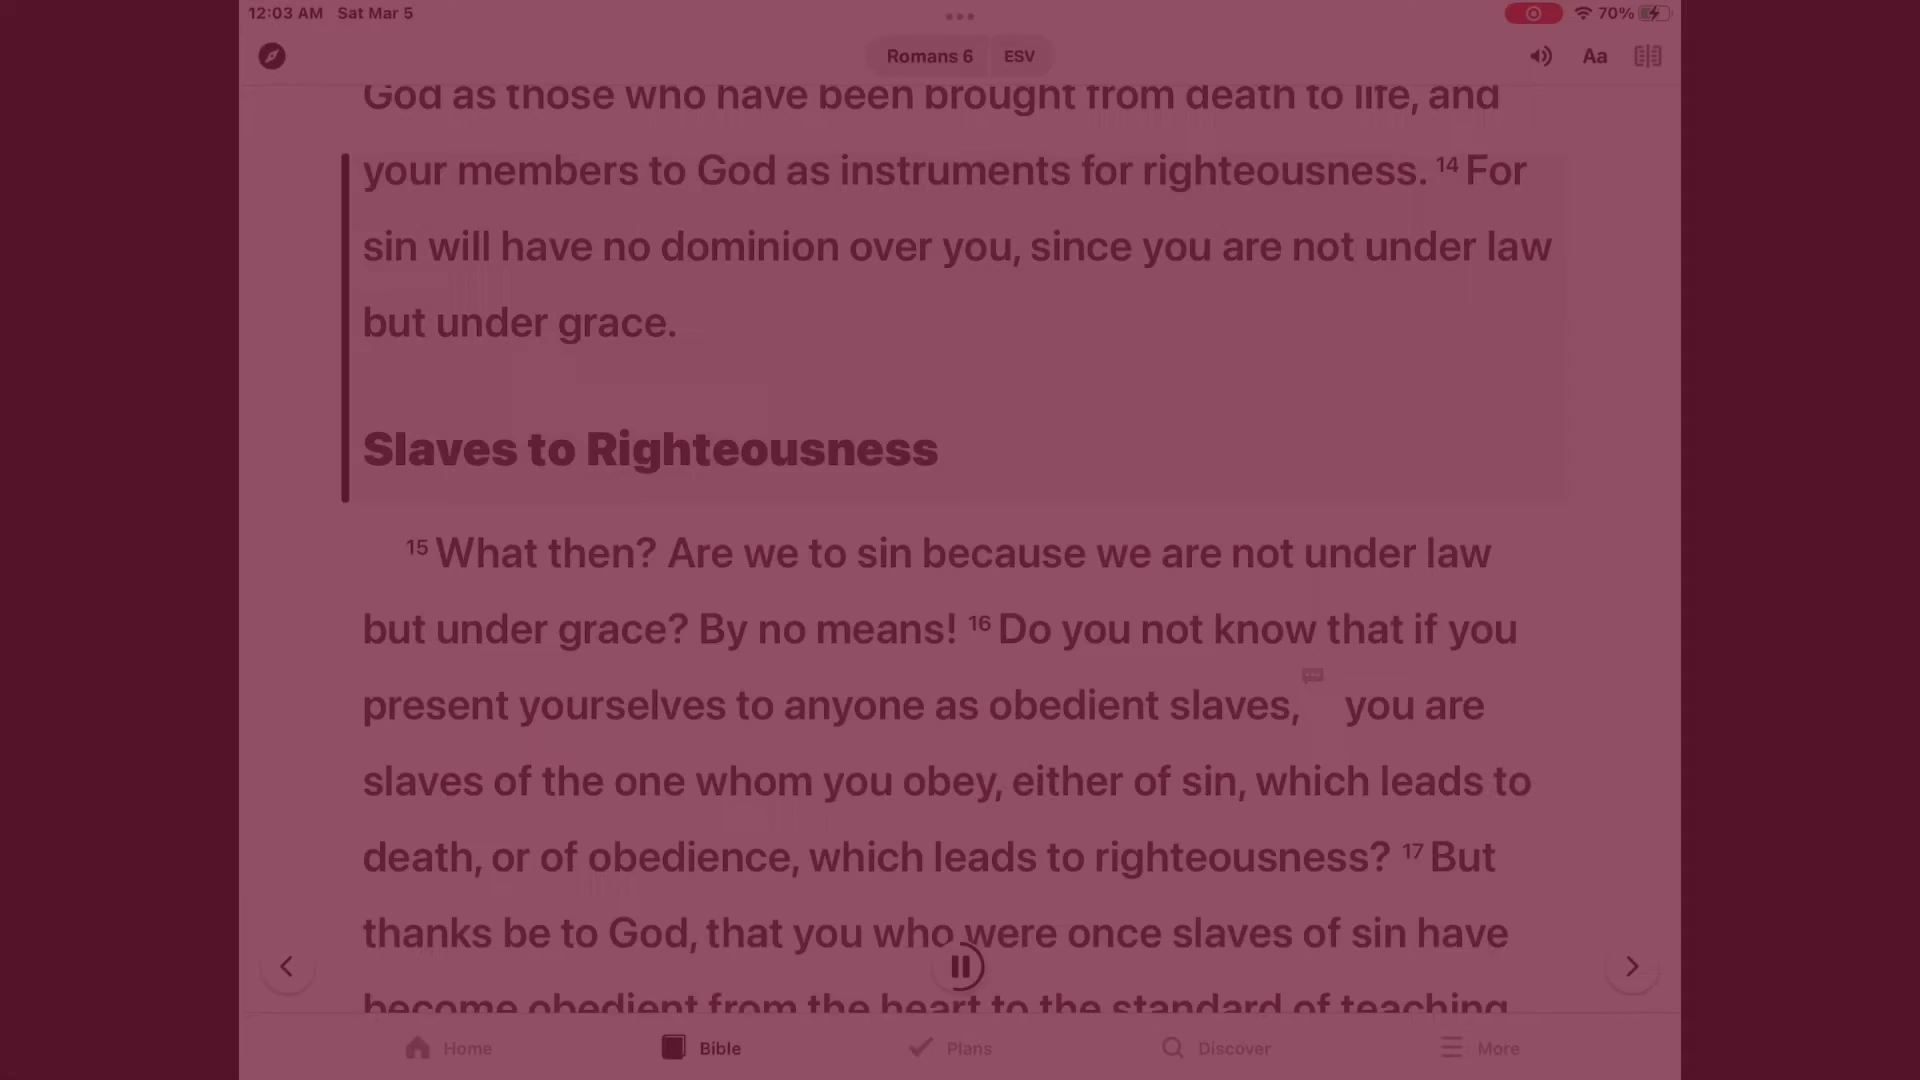 12:03 AM Sat Mar 5
70%
Romans 6 ESV
Aa
God as those who have been brought from death to life, and
your members to God as instruments for righteousness. 14 For
sin will have no dominion over you, since you are not under law
but under grace.
Slaves to Righteousness
15 What then? Are we to sin because we are not under law
but under grace? By no means! 16 Do you not know that if you
present yourselves to anyone as obedient slaves, you are
slaves of the one whom you obey, either of sin, which leads to
death, or of obedience, which leads to righteousness? 17 But
thanks be to God, that you who were once slaves of sin have
become obedient from the heart to the standard of teaching
Home Bible Plans Discover More